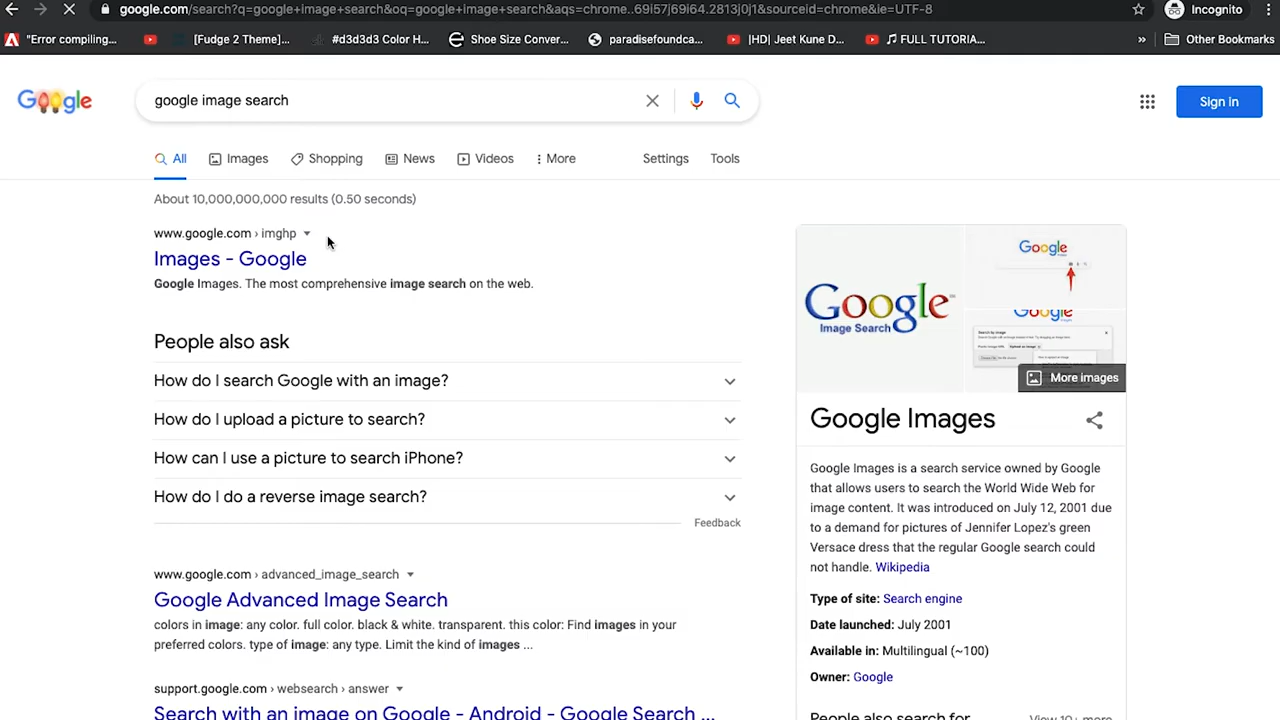 google.com/search?q=google+image+search&oq=google+image+search&aqs=chrome..69i57j69i64.2813j0j1&sourceid=chrome&ie=UTF-8
Incognito
"Error compiling...
[Fudge 2 Theme]...
#d3d3d3 Color H...
Shoe Size Conver...
paradisefoundca...
|HD| Jeet Kune D...
♫ FULL TUTORIA...
»
Other Bookmarks
Google
google image search
Sign in
All
Images
Shopping
News
Videos
More
Settings
Tools
About 10,000,000,000 results (0.50 seconds)
www.google.com › imghp
Images - Google
Google Images. The most comprehensive image search on the web.
People also ask
How do I search Google with an image?
How do I upload a picture to search?
How can I use a picture to search iPhone?
How do I do a reverse image search?
Feedback
www.google.com › advanced_image_search
Google Advanced Image Search
colors in image: any color. full color. black & white. transparent. this color: Find images in your
preferred colors. type of image: any type. Limit the kind of images ...
support.google.com › websearch › answer
Search with an image on Google - Android - Google Search ...
Google
Image Search
Google
Google
More images
Google Images
Google Images is a search service owned by Google
that allows users to search the World Wide Web for
image content. It was introduced on July 12, 2001 due
to a demand for pictures of Jennifer Lopez's green
Versace dress that the regular Google search could
not handle. Wikipedia
Type of site: Search engine
Date launched: July 2001
Available in: Multilingual (~100)
Owner: Google
People also search for
View 10+ more